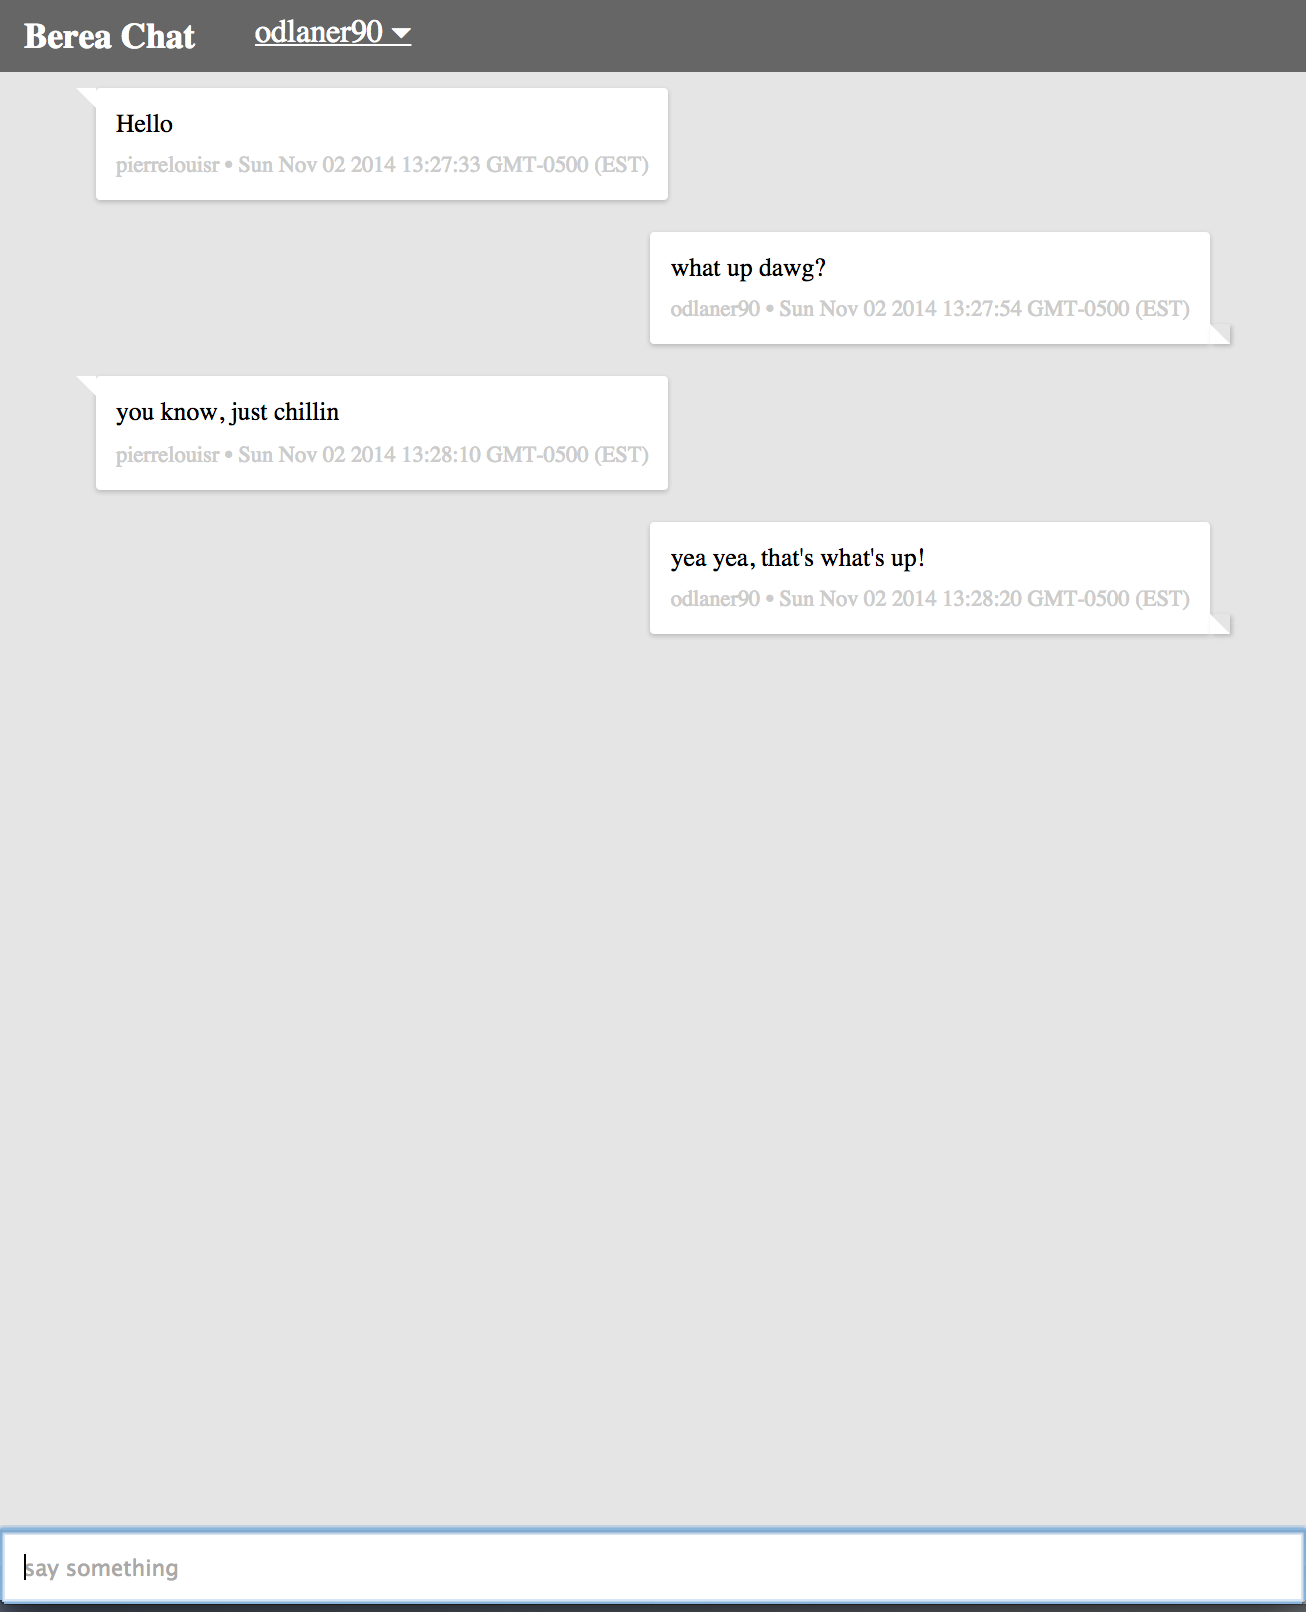 Berea Chat
odlaner90
Hello
pierrelouisr • Sun Nov 02 2014 13:27:33 GMT-0500 (EST)
what up dawg?
odlaner90 • Sun Nov 02 2014 13:27:54 GMT-0500 (EST)
you know, just chillin
pierrelouisr • Sun Nov 02 2014 13:28:10 GMT-0500 (EST)
yea yea, that's what's up!
odlaner90 • Sun Nov 02 2014 13:28:20 GMT-0500 (EST)
say something